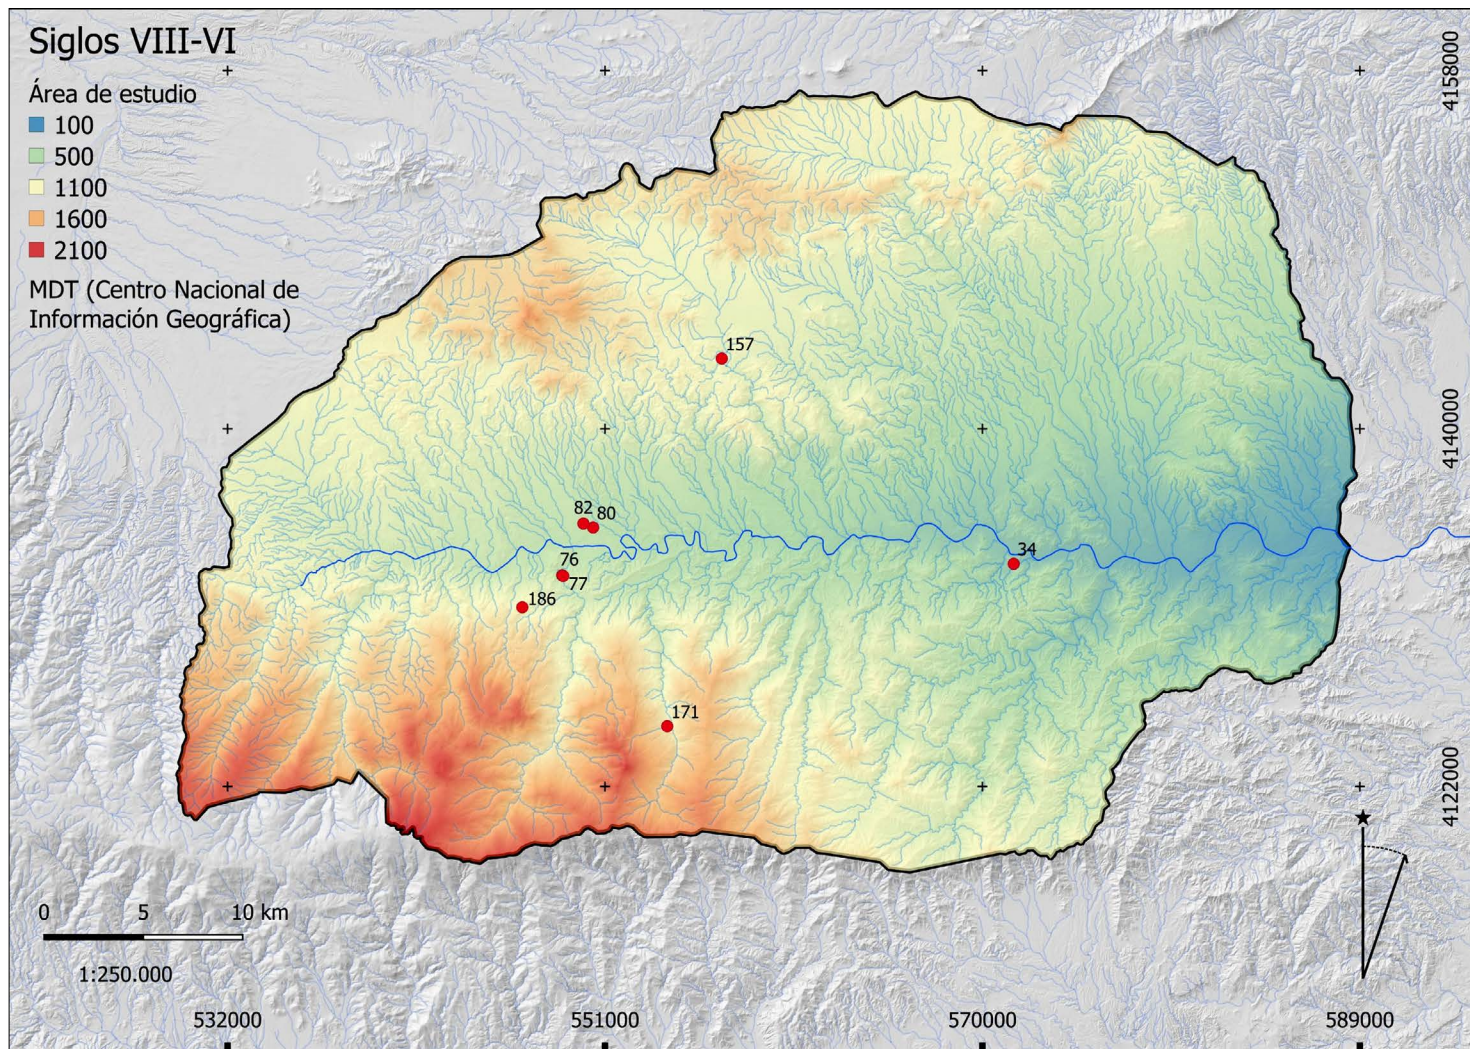 Siglos VIII-VI
Área de estudio
100
500
1100
1600
2100
MDT (Centro Nacional de
Información Geográfica)
4158000
157
4140000
82
80
76
77
34
186
171
4122000
0 5 10 km
1:250.000
532000 551000 570000 589000